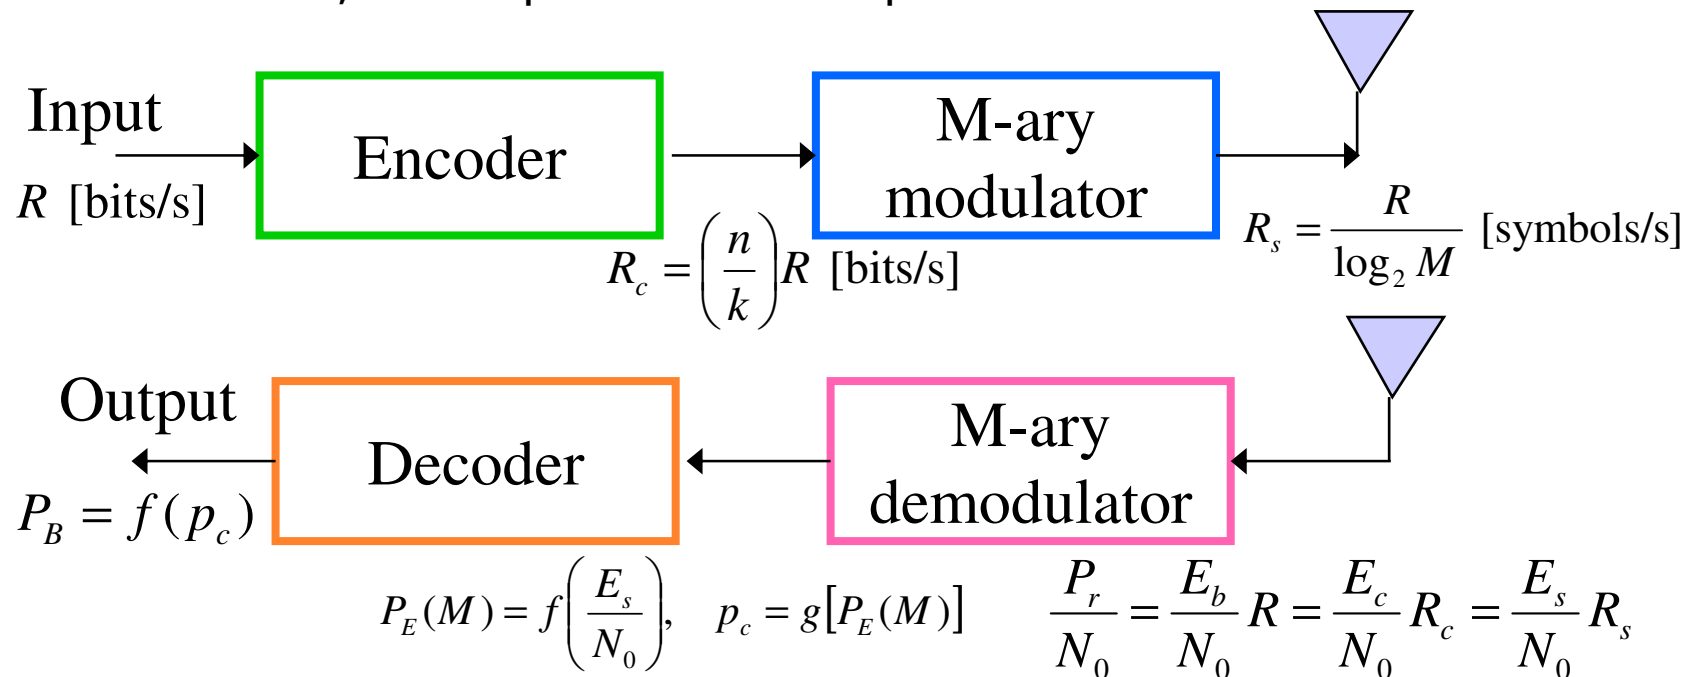 Input
R [bits/s]
Encoder
R_c = (n/k) R [bits/s]
M-ary
modulator
R_s = R / log_2 M [symbols/s]
Output
P_B = f(p_c)
Decoder
M-ary
demodulator
P_E(M) = f(E_s/N_0), p_c = g[P_E(M)]
P_r/N_0 = E_b/N_0 R = E_c/N_0 R_c = E_s/N_0 R_s